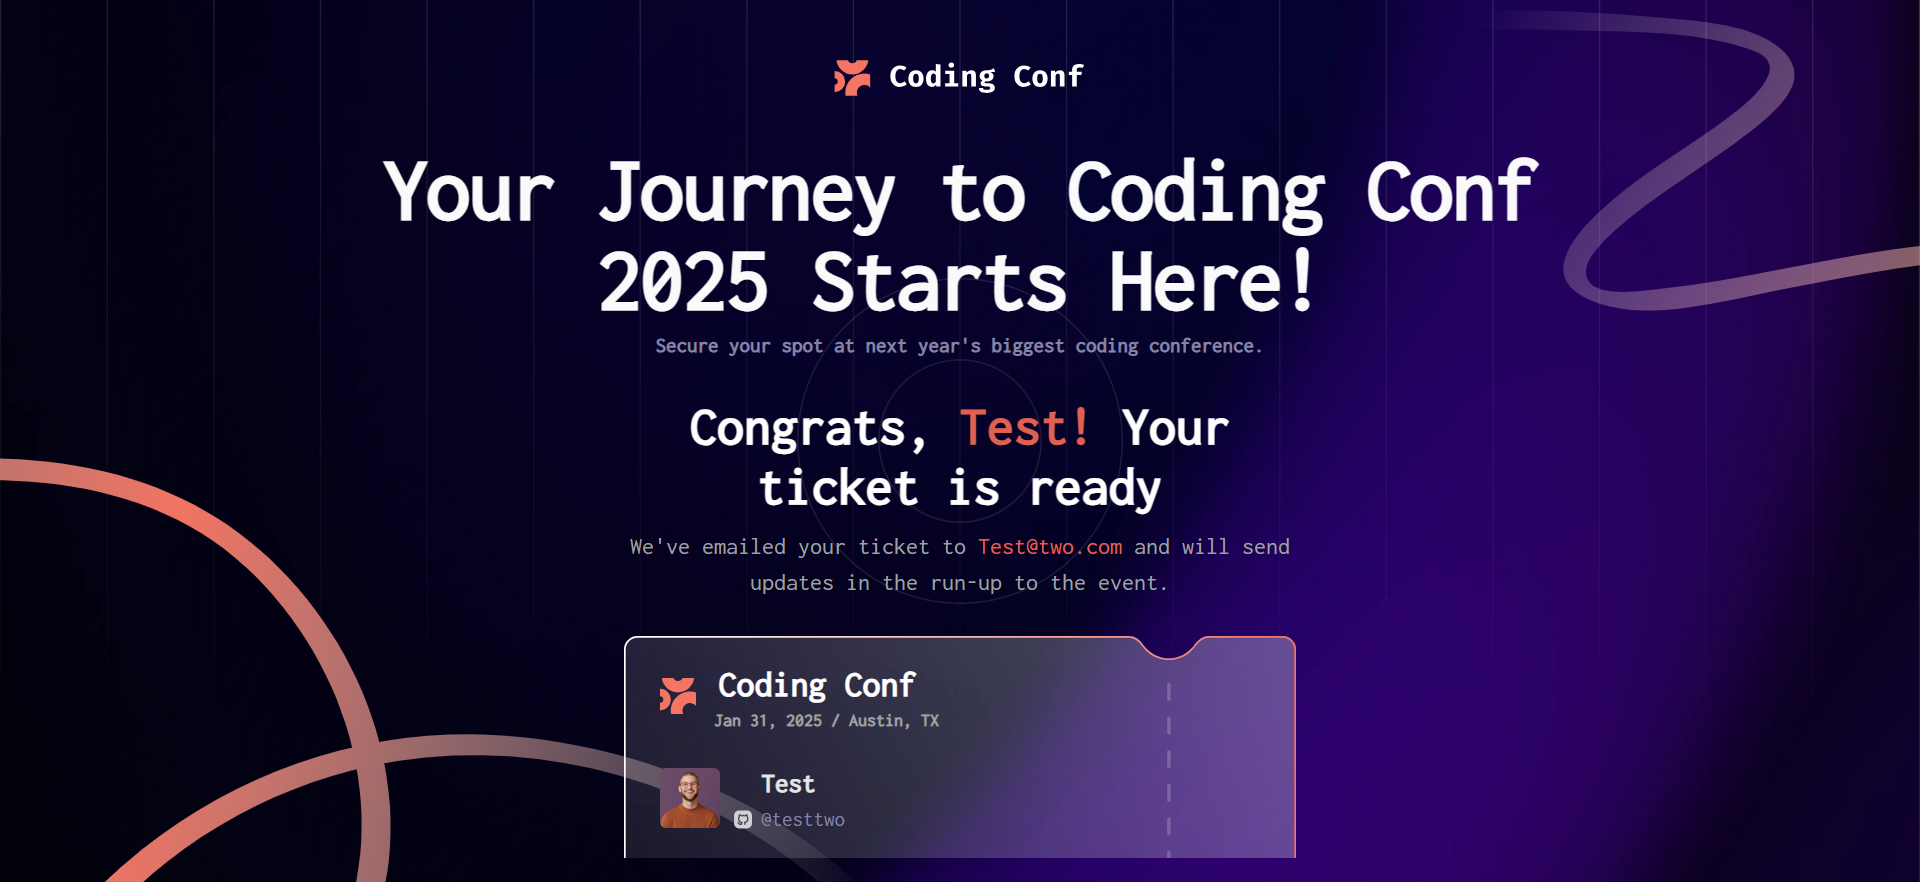 Coding Conf
Your Journey to Coding Conf
2025 Starts Here!
Secure your spot at next year's biggest coding conference.
Congrats, Test! Your
ticket is ready
We've emailed your ticket to Test@two.com and will send
updates in the run-up to the event.
Coding Conf
Jan 31, 2025 / Austin, TX
Test
@testtwo